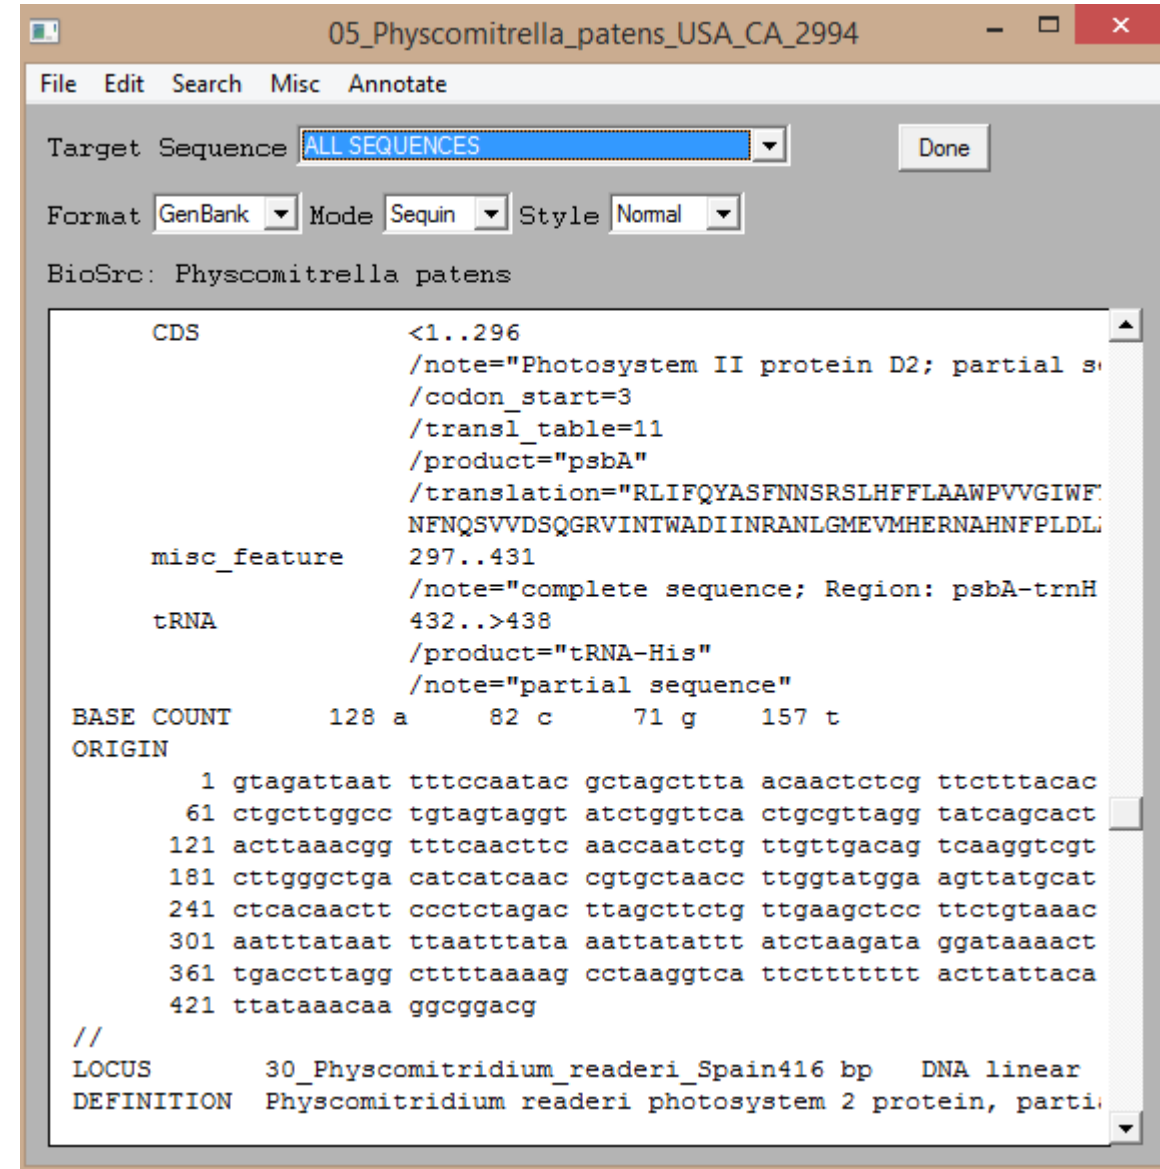 05_Physcomitrella_patens_USA_CA_2994
File Edit Search Misc Annotate
Target Sequence ALL SEQUENCES Done
Format GenBank Mode Sequin Style Normal
BioSrc: Physcomitrella patens
CDS <1..296
/note="Photosystem II protein D2; partial s
/codon_start=3
/transl_table=11
/product="psbA"
/translation="RLIFQYASFNNSRSLHFFLAAWPVVGIWF
NFNQSVVDSQGRVINTWADIINRANLGMEVMHERNAHNFPLDL
misc_feature 297..431
/note="complete sequence; Region: psbA-trnH
tRNA 432..>438
/product="tRNA-His"
/note="partial sequence"
BASE COUNT 128 a 82 c 71 g 157 t
ORIGIN
1 gtagattaat tttccaatac gctagcttta acaactctcg ttctttacac
61 ctgcttggcc tgtagtaggt atctggttca ctgcgttagg tatcagcact
121 acttaaacgg tttcaacttc aaccaatctg ttgttgacag tcaaggtcgt
181 cttgggctga catcatcaac cgtgctaacc ttggtatgga agttatgcat
241 ctcacaactt ccctctagac ttagcttctg ttgaagctcc ttctgtaaac
301 aatttataat ttaatttata aattatattt atctaagata ggataaaact
361 tgaccttagg cttttaaaag cctaaggtca ttcttttttt acttattaca
421 ttataaacaa ggcggacg
//
LOCUS 30_Physcomitridium_readeri_Spain416 bp DNA linear
DEFINITION Physcomitridium readeri photosystem 2 protein, parti